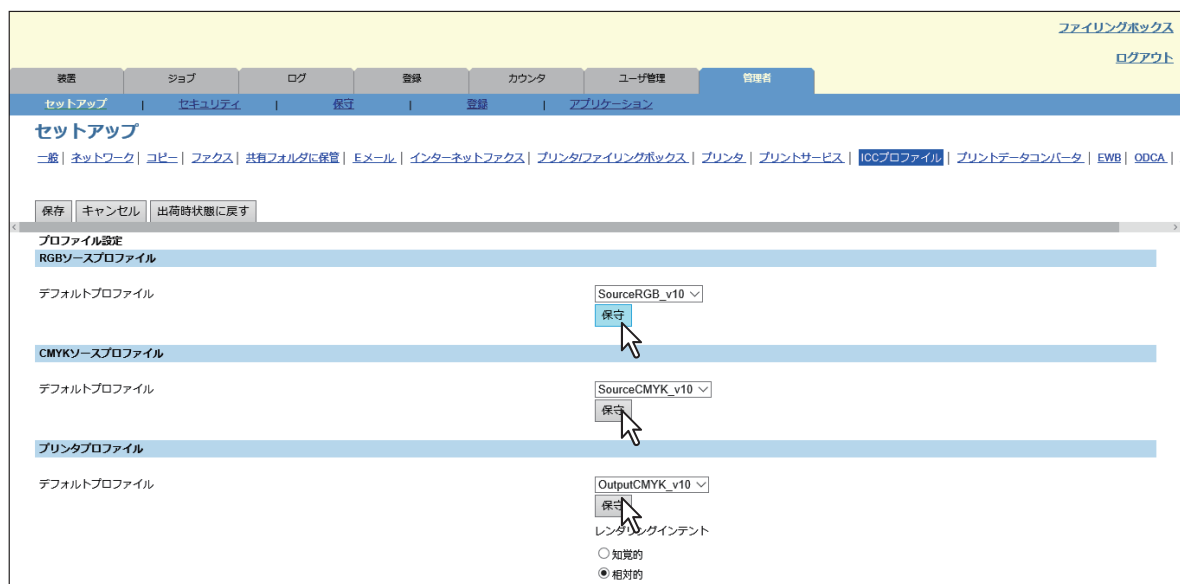 ファイリングボックス
ログアウト
装置 ジョブ ログ 登録 カウンタ ユーザ管理 管理者
セットアップ | セキュリティ | 保守 | 登録 | アプリケーション
セットアップ
一般 | ネットワーク | コピー | ファクス | 共有フォルダに保管 | Eメール | インターネットファクス | プリンタ/ファイリングボックス | プリンタ | プリントサービス | ICCプロファイル | プリントデータコンバータ | EWB | ODCA |
保存 キャンセル 出荷時状態に戻す
プロファイル設定
RGBソースプロファイル
デフォルトプロファイル SourceRGB_v10
保守
CMYKソースプロファイル
デフォルトプロファイル SourceCMYK_v10
保守
プリンタプロファイル
デフォルトプロファイル OutputCMYK_v10
保守
レンダリングインテント
知覚的
相対的